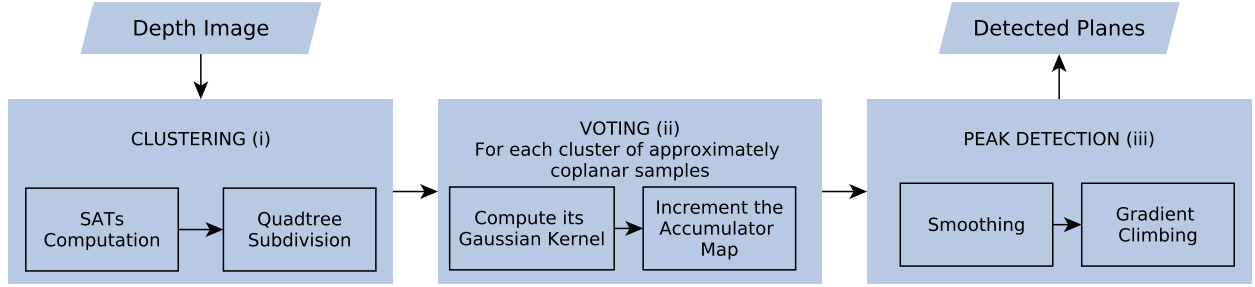 Depth Image
Detected Planes
CLUSTERING (i)
SATs
Computation
Quadtree
Subdivision
VOTING (ii)
For each cluster of approximately
coplanar samples
Compute its
Gaussian Kernel
Increment the
Accumulator
Map
PEAK DETECTION (iii)
Smoothing
Gradient
Climbing